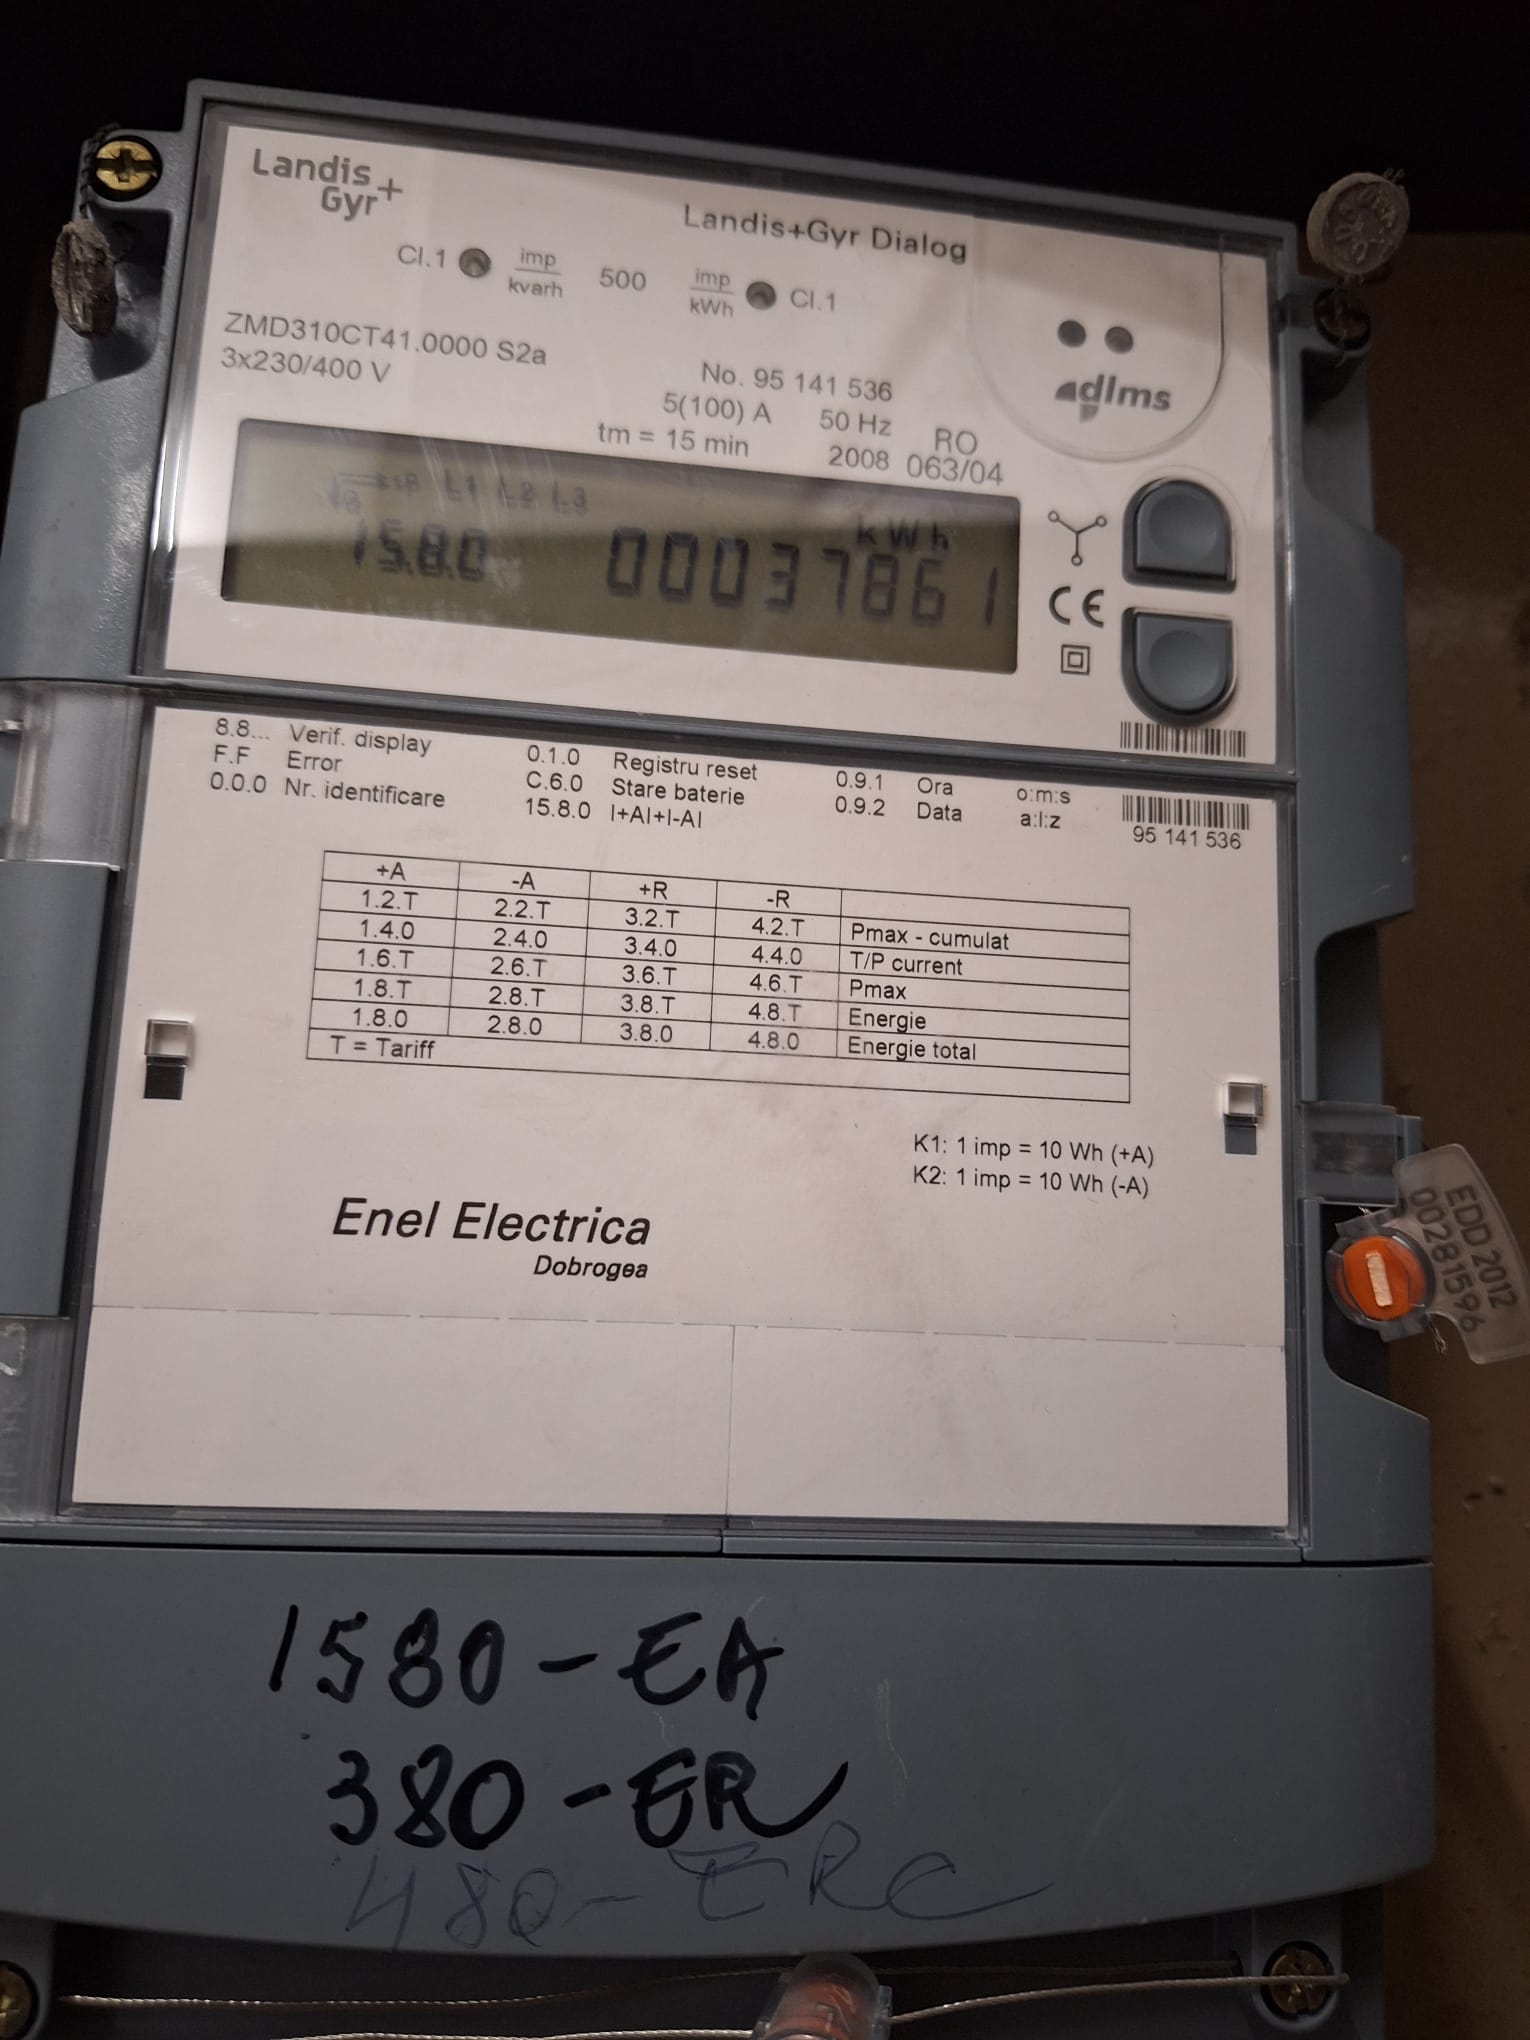 Landis
Gyr+
Landis+Gyr Dialog
Cl.1 imp/kvarh 500 imp/kWh Cl.1
ZMD310CT41.0000 S2a
3x230/400 V
No. 95 141 536
5(100) A 50 Hz RO
tm = 15 min 2008 063/04
dlms
L1 L2 L3
kWh
15.8.0 00037861
CE
8.8... Verif. display
F.F Error
0.0.0 Nr. identificare
0.1.0 Registru reset
C.6.0 Stare baterie
15.8.0 I+AI+I-AI
0.9.1 Ora o:m:s
0.9.2 Data a:l:z
95 141 536
+A -A +R -R
1.2.T 2.2.T 3.2.T 4.2.T Pmax - cumulat
1.4.0 2.4.0 3.4.0 4.4.0 T/P current
1.6.T 2.6.T 3.6.T 4.6.T Pmax
1.8.T 2.8.T 3.8.T 4.8.T Energie
1.8.0 2.8.0 3.8.0 4.8.0 Energie total
T = Tariff
K1: 1 imp = 10 Wh (+A)
K2: 1 imp = 10 Wh (-A)
Enel Electrica
Dobrogea
EDD 2012
00281596
1580-EA
380-ER
480-ERC